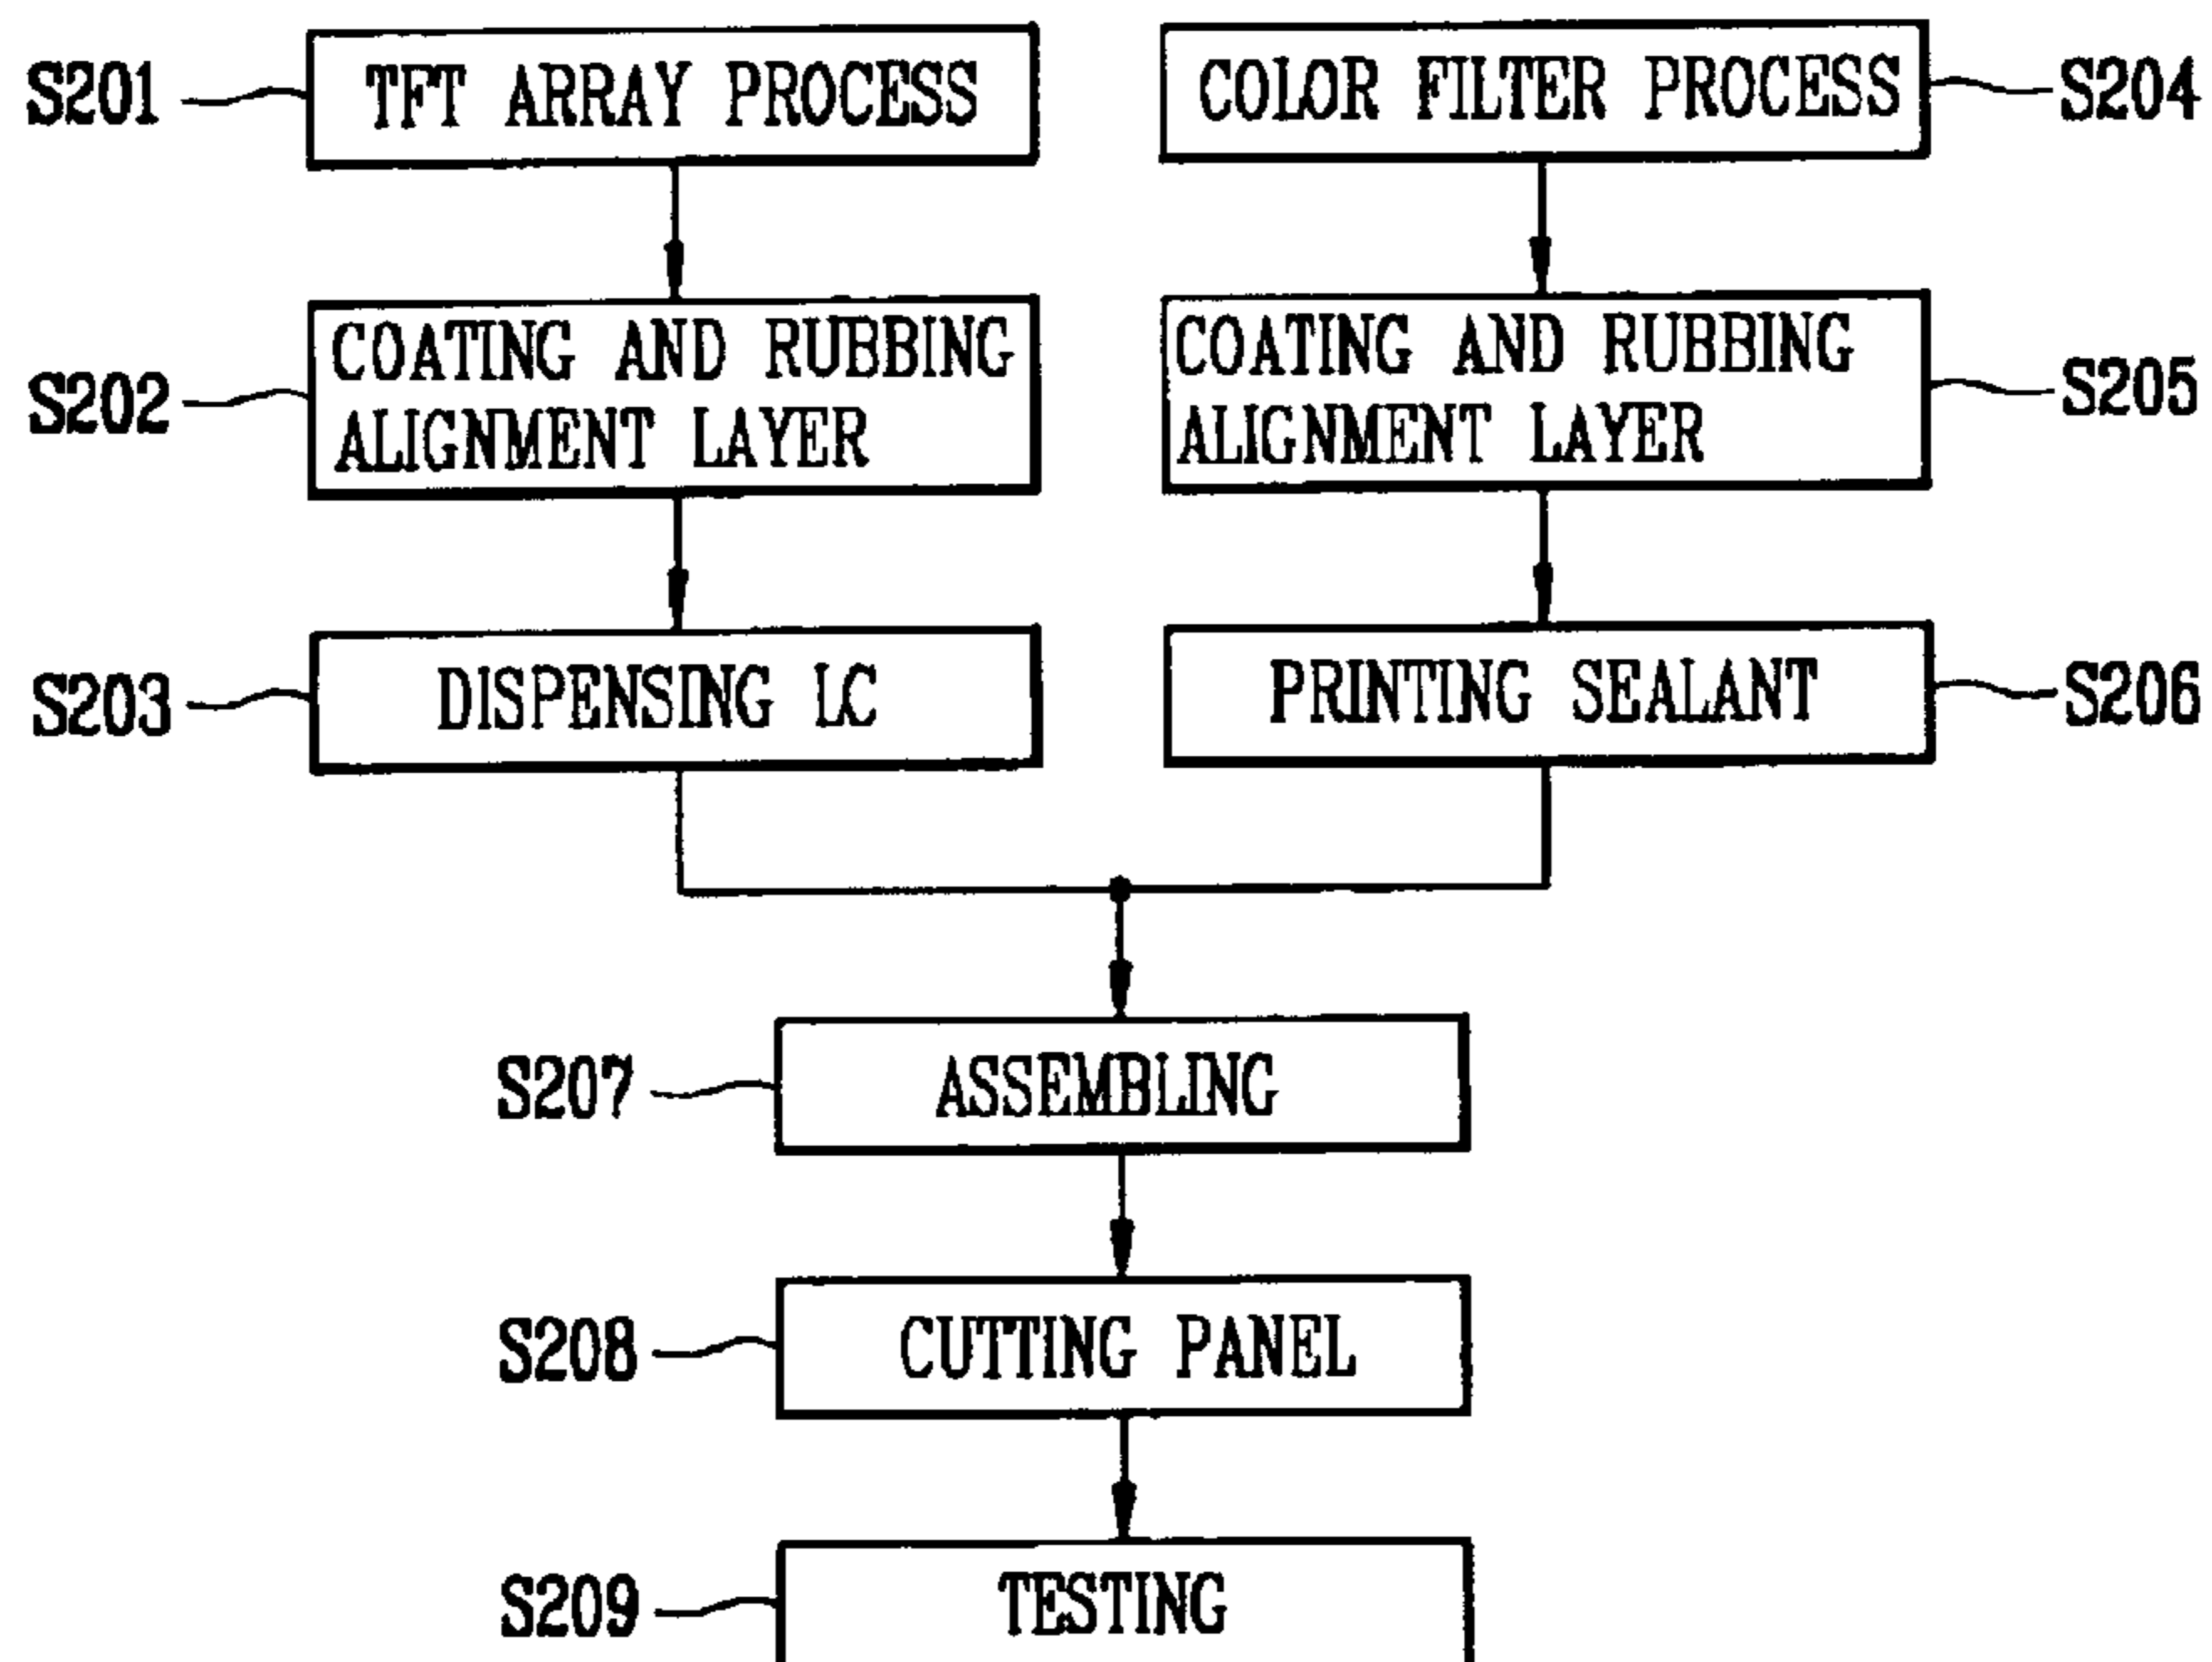 S201
TFT ARRAY PROCESS
COLOR FILTER PROCESS
S204
S202
COATING AND RUBBING
ALIGNMENT LAYER
COATING AND RUBBING
ALIGNMENT LAYER
S205
S203
DISPENSING LC
PRINTING SEALANT
S206
S207
ASSEMBLING
S208
CUTTING PANEL
S209
TESTING